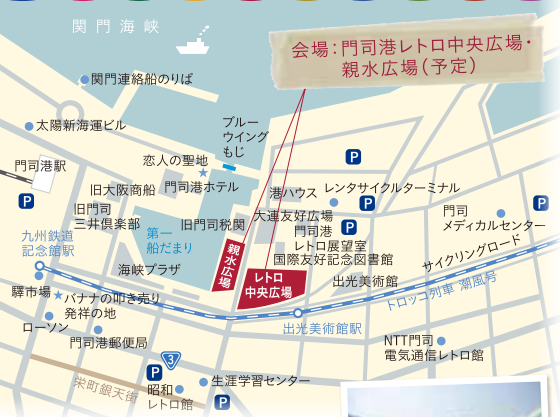 関門海峡
会場:門司港レトロ中央広場・
親水広場(予定)
関門連絡船のりば
太陽新海運ビル
ブルー
ウイング
もじ
P
恋人の聖地
門司港駅
旧大阪商船
門司港ホテル
港ハウス
レンタサイクルターミナル
P
P
P
旧門司
三井倶楽部
旧門司税関
大連友好広場
門司港
レトロ展望室
国際友好記念図書館
門司
メディカルセンター
第一
船だまり
九州鉄道
記念館駅
親水広場
サイクリングロード
海峡プラザ
レトロ
中央広場
出光美術館
驛市場
バナナの叩き売り
発祥の地
トロッコ列車 潮風号
ローソン
出光美術館駅
門司港郵便局
NTT門司
電気通信レトロ館
3
P
栄町銀天街
昭和
レトロ館
生涯学習センター
P